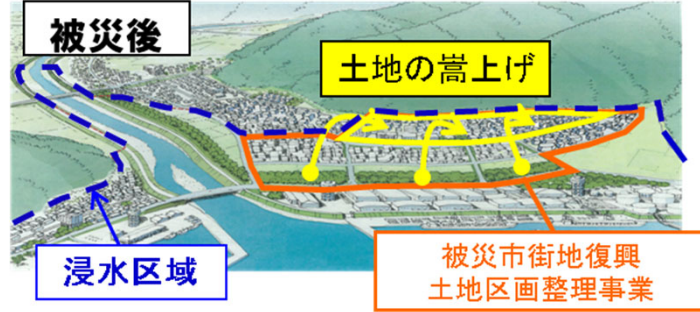 被災後
土地の嵩上げ
浸水区域
被災市街地復興
土地区画整理事業